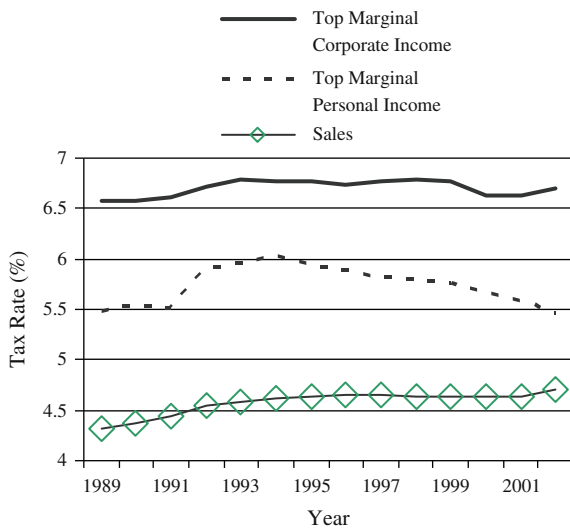 Top Marginal
Corporate Income
Top Marginal
Personal Income
Sales
7
6.5
6
5.5
5
4.5
4
Tax Rate (%)
1989 1991 1993 1995 1997 1999 2001
Year